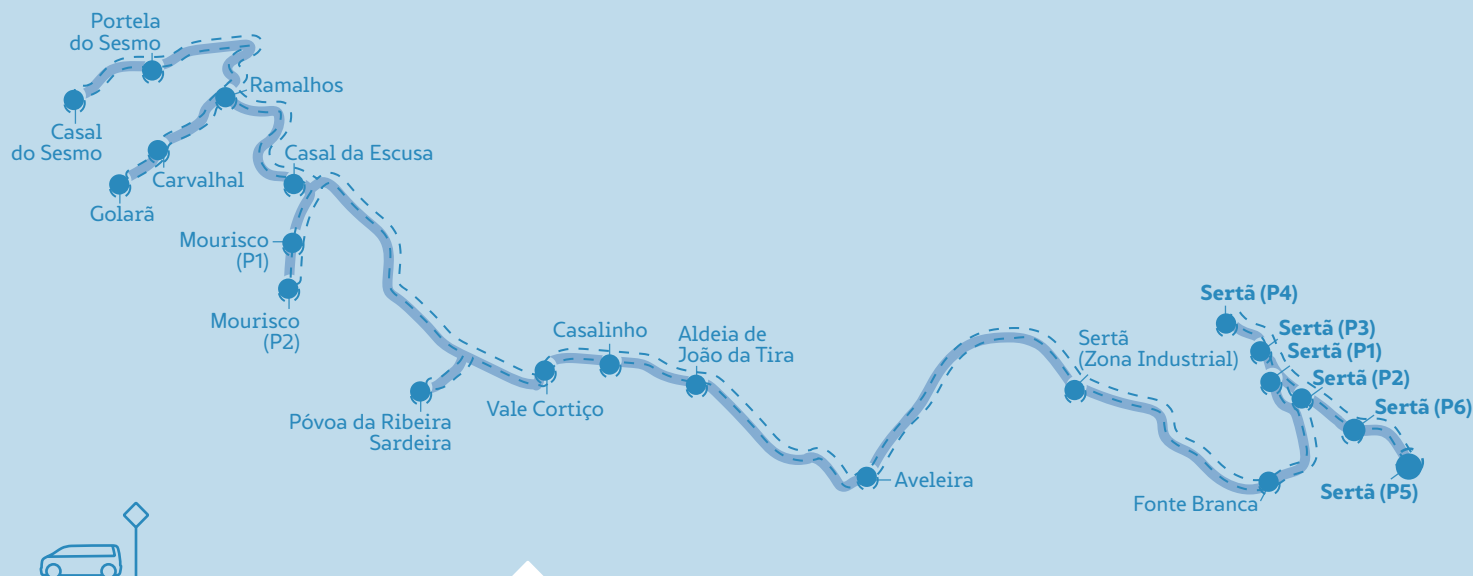 Portela
do Sesmo
Ramalhos
Casal
do Sesmo
Casal da Escusa
Carvalhal
Golarã
Mourisco
(P1)
Mourisco
(P2)
Póvoa da Ribeira
Sardeira
Vale Cortiço
Casalinho
Aldeia de
João da Tira
Aveleira
Sertã
(Zona Industrial)
Fonte Branca
Sertã (P4)
Sertã (P3)
Sertã (P1)
Sertã (P2)
Sertã (P6)
Sertã (P5)